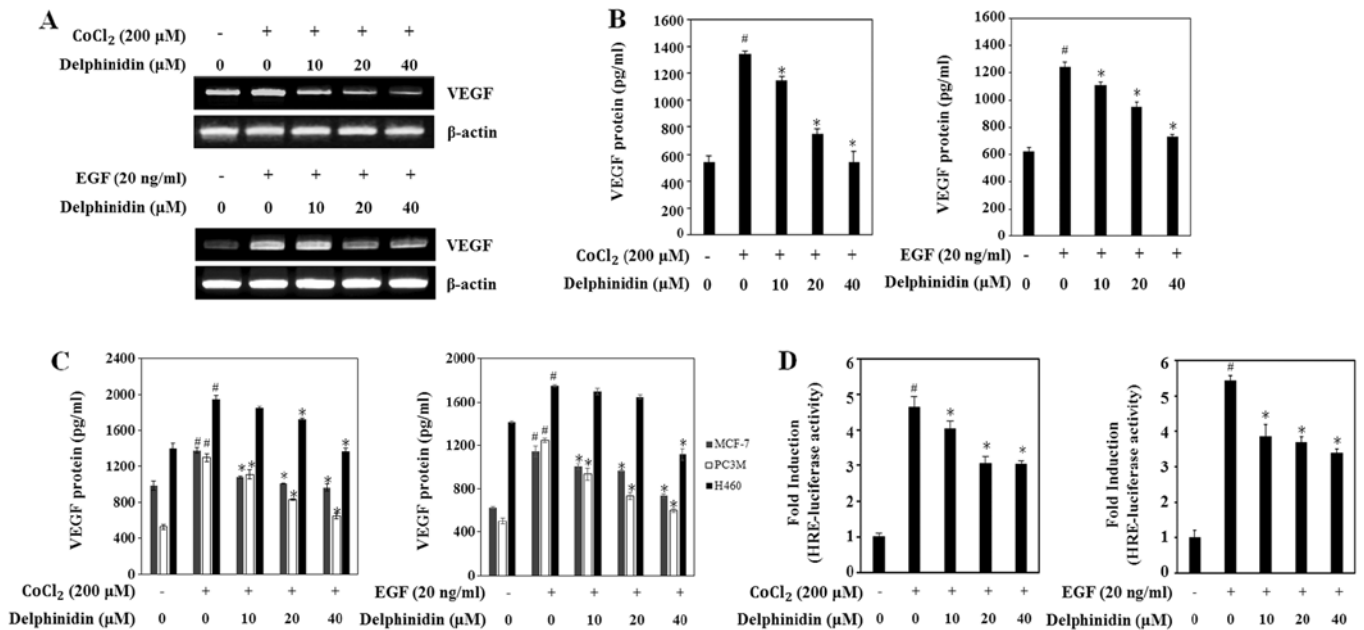 A
CoCl₂ (200 μM) - + + + +
Delphinidin (μM) 0 0 10 20 40
VEGF
β-actin
EGF (20 ng/ml) - + + + +
Delphinidin (μM) 0 0 10 20 40
VEGF
β-actin
B
VEGF protein (pg/ml)
1600
1400
1200
1000
800
600
400
200
0
# * * *
CoCl₂ (200 μM) - + + + +
Delphinidin (μM) 0 0 10 20 40
VEGF protein (pg/ml)
1600
1400
1200
1000
800
600
400
200
0
# * * *
EGF (20 ng/ml) - + + + +
Delphinidin (μM) 0 0 10 20 40
C
VEGF protein (pg/ml)
2400
2000
1600
1200
800
400
0
# # # * * * * * * * *
CoCl₂ (200 μM) - + + + +
Delphinidin (μM) 0 0 10 20 40
VEGF protein (pg/ml)
2000
1600
1200
800
400
0
# # # * * * * * * *
MCF-7
PC3M
H460
EGF (20 ng/ml) - + + + +
Delphinidin (μM) 0 0 10 20 40
D
Fold Induction
(HRE-luciferase activity)
6
5
4
3
2
1
0
# * * *
CoCl₂ (200 μM) - + + + +
Delphinidin (μM) 0 0 10 20 40
Fold Induction
(HRE-luciferase activity)
6
5
4
3
2
1
0
# * * *
EGF (20 ng/ml) - + + + +
Delphinidin (μM) 0 0 10 20 40